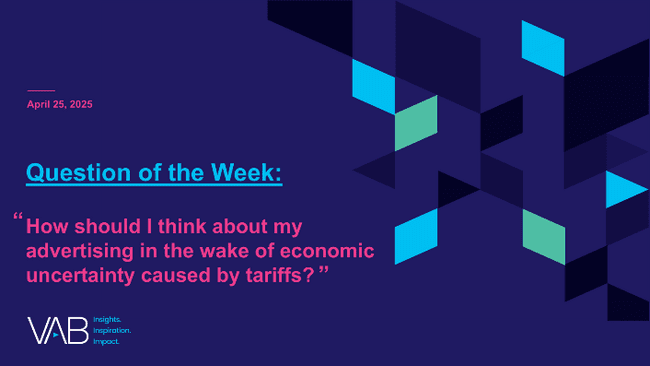 April 25, 2025
Question of the Week:
“How should I think about my
advertising in the wake of economic
uncertainty caused by tariffs?”
VAB
Insights.
Inspiration.
Impact.